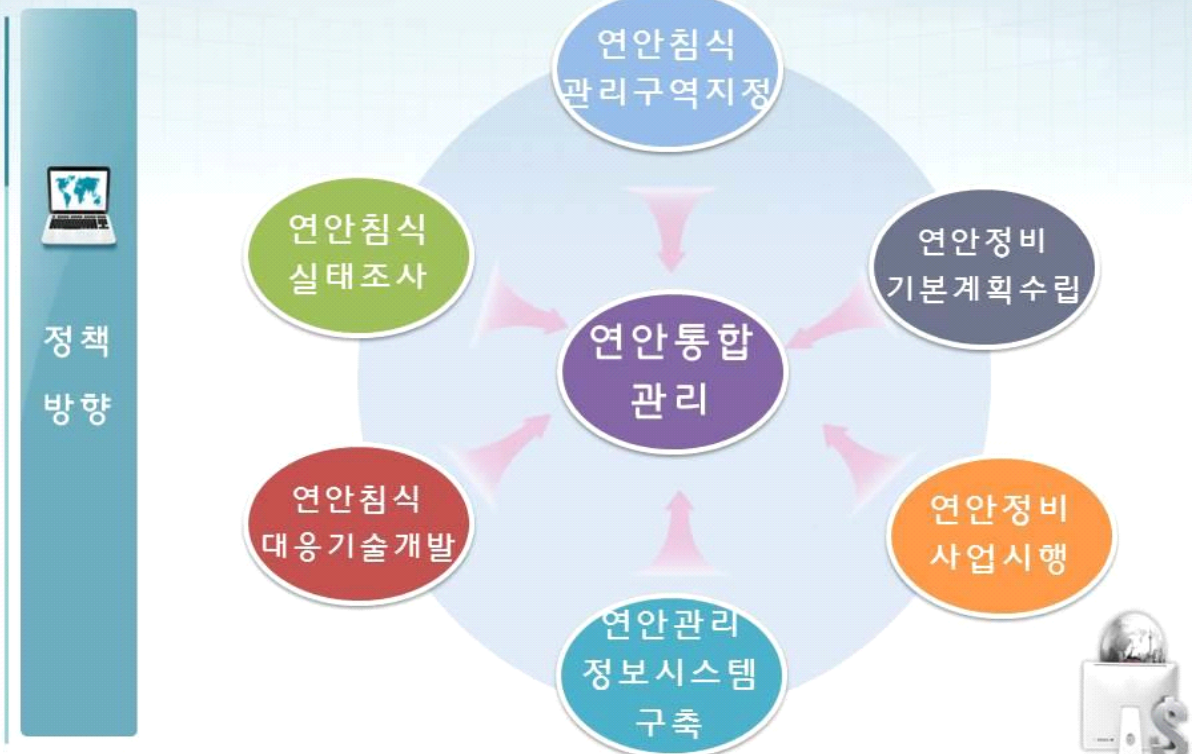 정책
방향
연안침식
관리구역지정
연안침식
실태조사
연안정비
기본계획수립
연안통합
관리
연안침식
대응기술개발
연안정비
사업시행
연안관리
정보시스템
구축